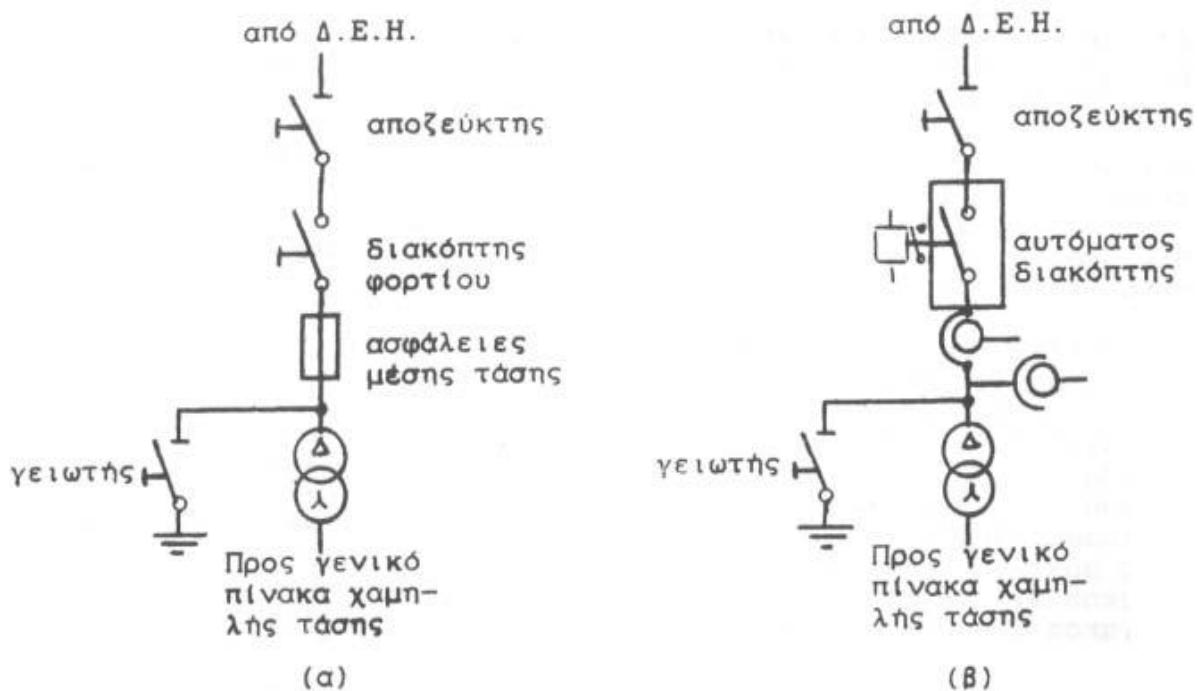 από Δ.Ε.Η.
αποζεύκτης
διακόπτης
φορτίου
ασφάλειες
μέσης τάσης
γειωτής
Δ
Υ
Προς γενικό
πίνακα χαμη-
λής τάσης
(α)
από Δ.Ε.Η.
αποζεύκτης
αυτόματος
διακόπτης
γειωτής
Δ
Υ
Προς γενικό
πίνακα χαμη-
λής τάσης
(β)